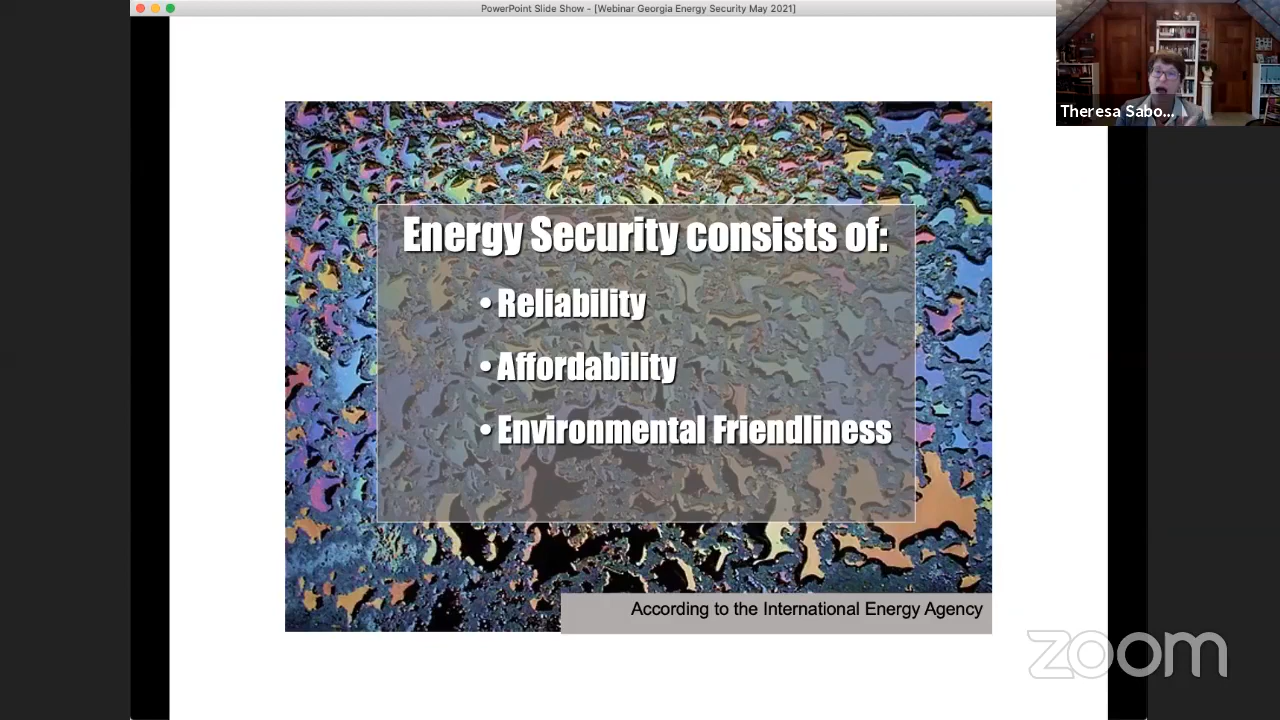 PowerPoint Slide Show - [Webinar Georgia Energy Security May 2021]
Theresa Sabo...
Energy Security consists of:
• Reliability
• Affordability
• Environmental Friendliness
According to the International Energy Agency
zoom